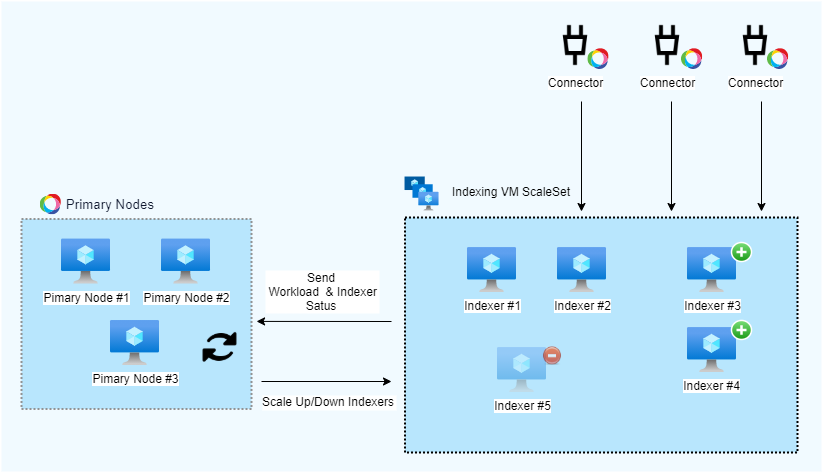 Connector
Connector
Connector
Indexing VM ScaleSet
Primary Nodes
Indexer #1
Indexer #2
Indexer #3
Pimary Node #1
Pimary Node #2
Send
Workload & Indexer
Satus
Pimary Node #3
Indexer #4
Scale Up/Down Indexers
Indexer #5